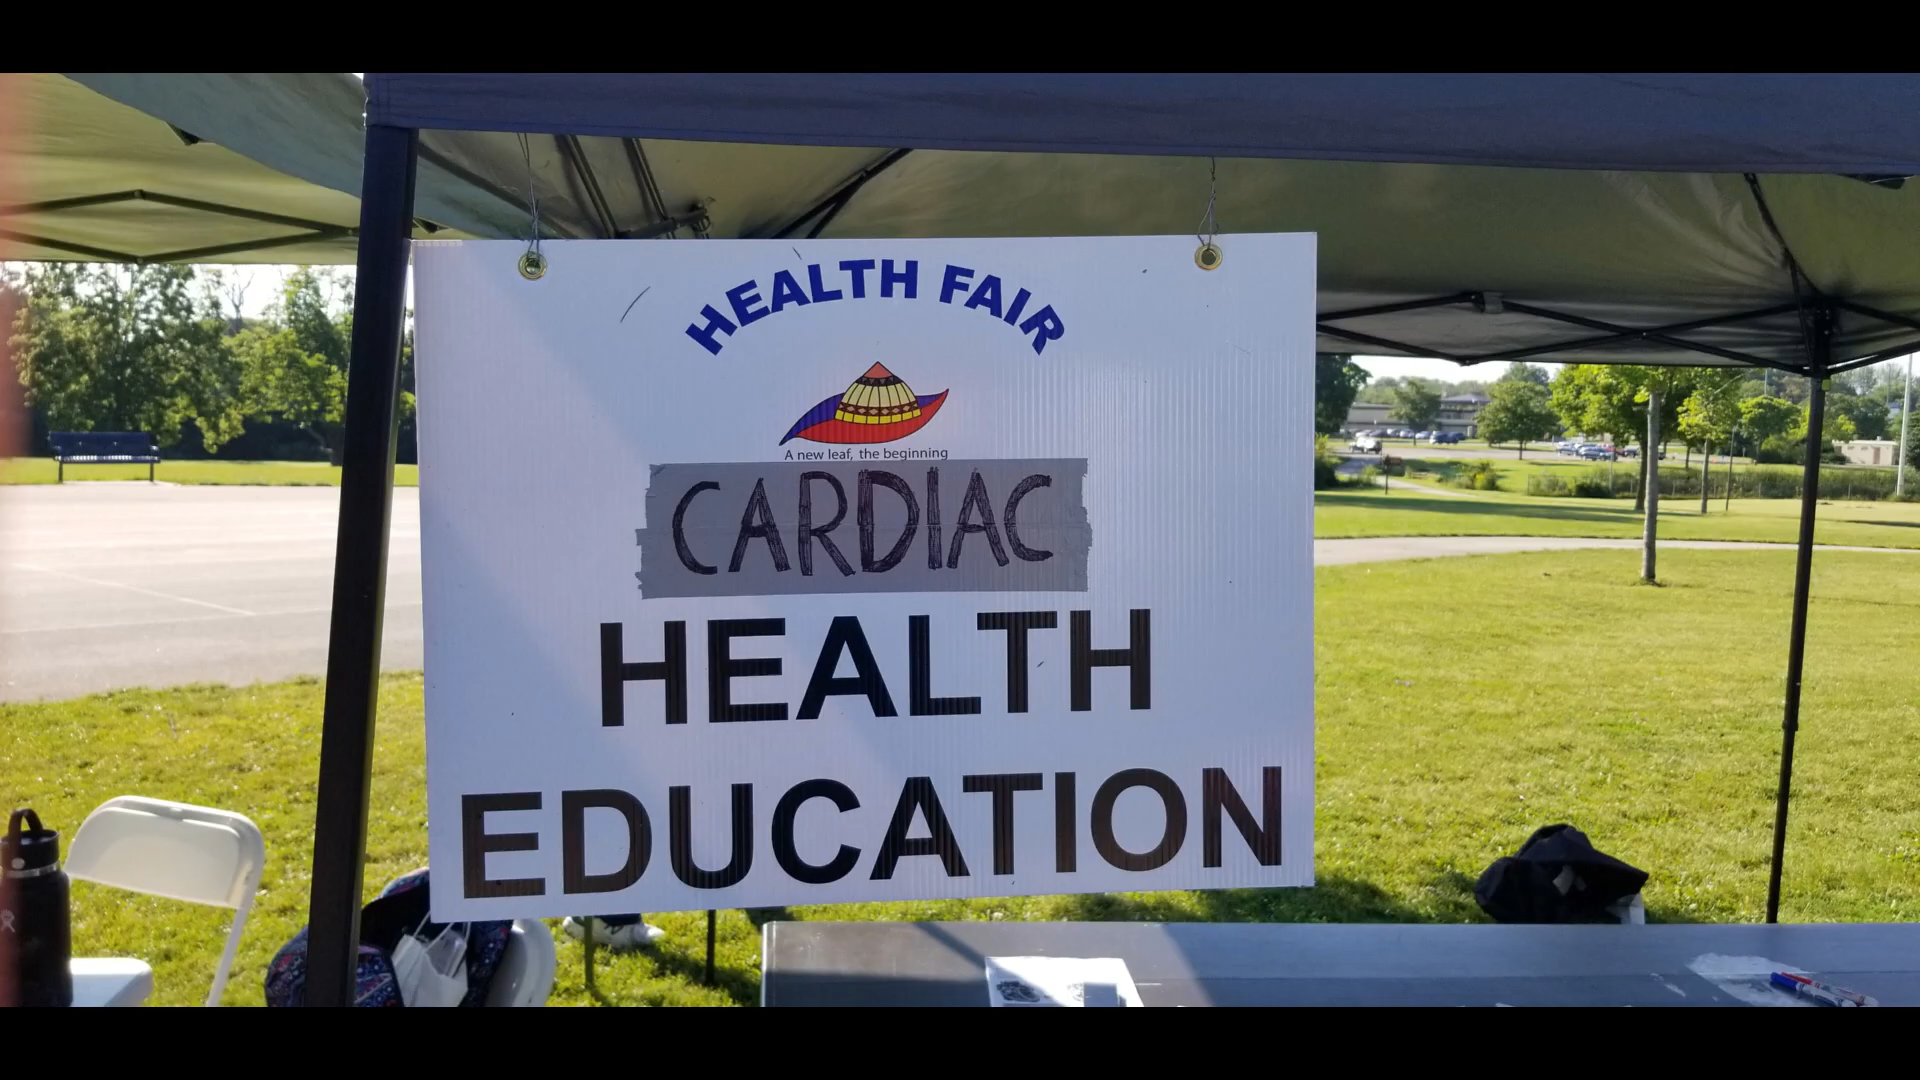 HEALTH FAIR
A new leaf, the beginning
CARDIAC
HEALTH
EDUCATION